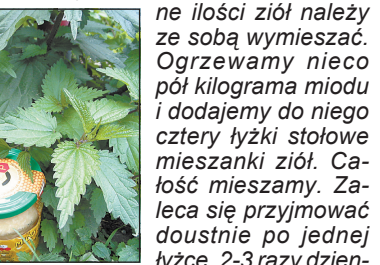 ne ilości ziół należy
ze sobą wymieszać.
Ogrzewamy nieco
pół kilograma miodu
i dodajemy do niego
cztery łyżki stołowe
mieszanki ziół. Ca-
łość mieszamy. Za-
leca się przyjmować
doustnie po jednej
łyżce, 2-3 razy dzien-